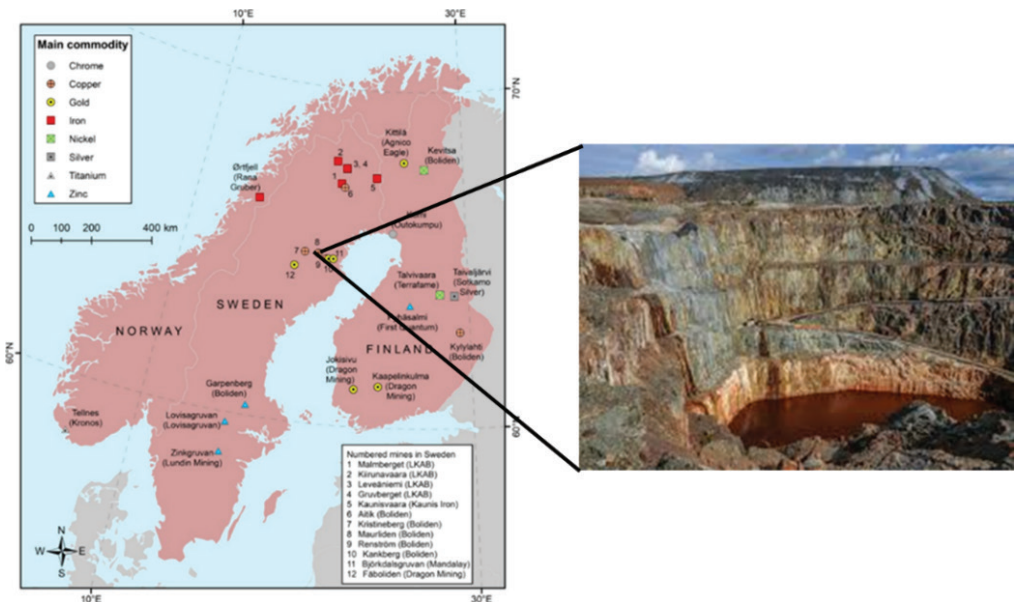 10°E
30°E
Main commodity
Chrome
Copper
Gold
Iron
Nickel
Silver
Titanium
Zinc
70°N
Kittilä
(Agnico
Eagle)
Kevitsa
(Boliden)
2
3, 4
1
5
6
Ørtfjell
(Rana
Gruber)
0 200 400 km
(Outokumpu)
7
8
9
10
11
12
Talvivaara
(Terrafame)
Taivaljärvi
(Sotkamo
Silver)
SWEDEN
NORWAY
(First Quantum)
FINLAND
Kylylahti
(Boliden)
Jokisivu
(Dragon
Mining)
Kaapelinkulma
(Dragon
Mining)
60°N
Garpenberg
(Boliden)
Lovisagruvan
(Lovisagruvan)
Tellnes
(Kronos)
Zinkgruvan
(Lundin Mining)
60°N
Numbered mines in Sweden
1 Malmberget (LKAB)
2 Kiirunavaara (LKAB)
3 Leveäniemi (LKAB)
4 Gruvberget (LKAB)
5 Kaunisvaara (Kaunis Iron)
6 Aitik (Boliden)
7 Kristineberg (Boliden)
8 Maurliden (Boliden)
9 Renström (Boliden)
10 Kankberg (Boliden)
11 Björkdalsgruvan (Mandalay)
12 Fäboliden (Dragon Mining)
N
W E
S
10°E
30°E